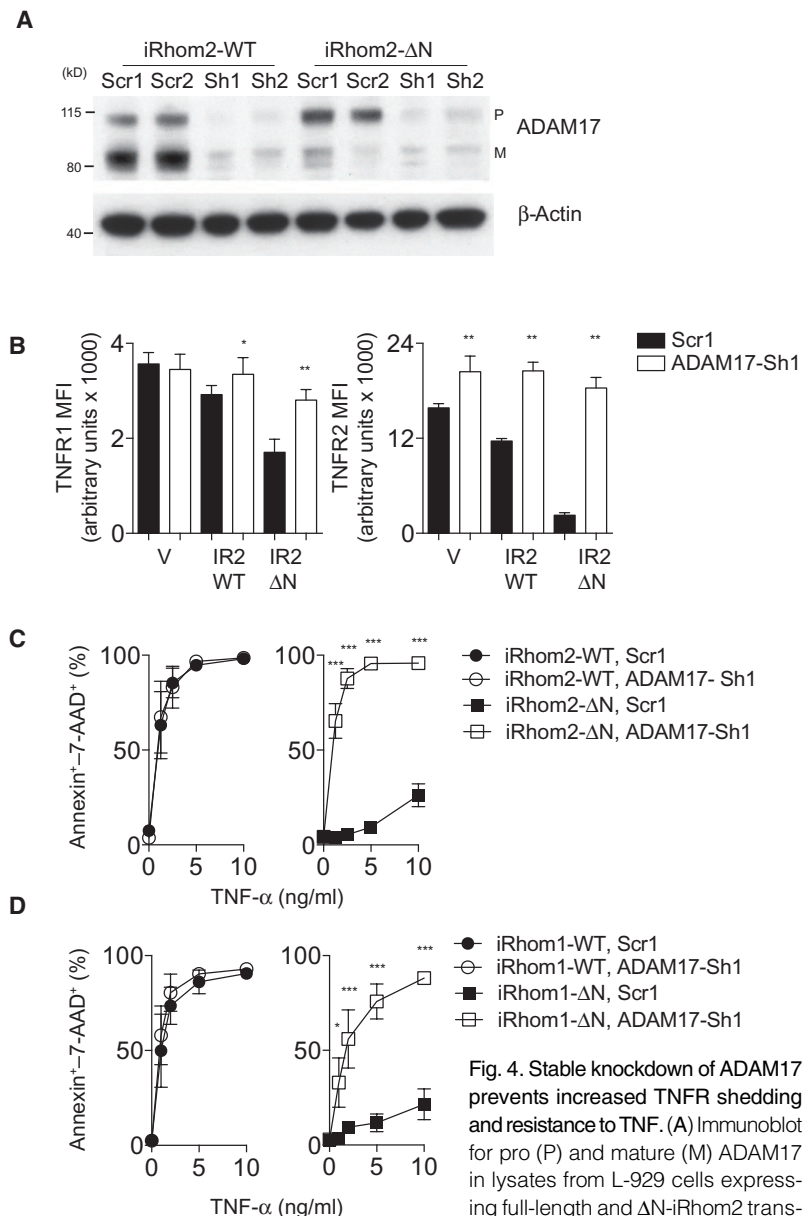 A
iRhom2-WT iRhom2-ΔN
(kD) Scr1 Scr2 Sh1 Sh2 Scr1 Scr2 Sh1 Sh2
115 P
ADAM17
M
80
β-Actin
40
B
TNFR1 MFI
(arbitrary units x 1000)
4
2
0
* **
V IR2 WT IR2 ΔN
TNFR2 MFI
(arbitrary units x 1000)
24
12
0
** ** **
V IR2 WT IR2 ΔN
Scr1
ADAM17-Sh1
C
Annexin⁺–7-AAD⁺ (%)
100
50
0
0 5 10
100
50
0
*** *** *** ***
0 5 10
TNF-α (ng/ml)
iRhom2-WT, Scr1
iRhom2-WT, ADAM17- Sh1
iRhom2-ΔN, Scr1
iRhom2-ΔN, ADAM17-Sh1
D
Annexin⁺–7-AAD⁺ (%)
100
50
0
0 5 10
100
50
0
* *** *** ***
0 5 10
TNF-α (ng/ml)
iRhom1-WT, Scr1
iRhom1-WT, ADAM17-Sh1
iRhom1-ΔN, Scr1
iRhom1-ΔN, ADAM17-Sh1
Fig. 4. Stable knockdown of ADAM17
prevents increased TNFR shedding
and resistance to TNF. (A) Immunoblot
for pro (P) and mature (M) ADAM17
in lysates from L-929 cells express-
ing full-length and ΔN-iRhom2 trans-